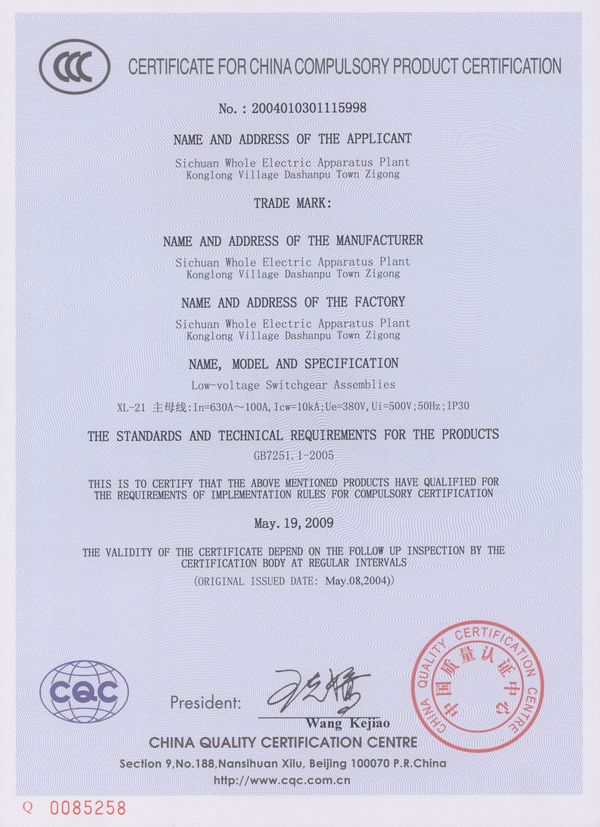 CCC
CERTIFICATE FOR CHINA COMPULSORY PRODUCT CERTIFICATION
No.: 2004010301115998
NAME AND ADDRESS OF THE APPLICANT
Sichuan Whole Electric Apparatus Plant
Konglong Village Dashanpu Town Zigong
TRADE MARK:
NAME AND ADDRESS OF THE MANUFACTURER
Sichuan Whole Electric Apparatus Plant
Konglong Village Dashanpu Town Zigong
NAME AND ADDRESS OF THE FACTORY
Sichuan Whole Electric Apparatus Plant
Konglong Village Dashanpu Town Zigong
NAME, MODEL AND SPECIFICATION
Low-voltage Switchgear Assemblies
XL-21 主母线:In=630A～100A,Icw=10kA;Ue=380V,Ui=500V;50Hz;IP30
THE STANDARDS AND TECHNICAL REQUIREMENTS FOR THE PRODUCTS
GB7251.1-2005
THIS IS TO CERTIFY THAT THE ABOVE MENTIONED PRODUCTS HAVE QUALIFIED FOR
THE REQUIREMENTS OF IMPLEMENTATION RULES FOR COMPULSORY CERTIFICATION
May.19,2009
THE VALIDITY OF THE CERTIFICATE DEPEND ON THE FOLLOW UP INSPECTION BY THE
CERTIFICATION BODY AT REGULAR INTERVALS
(ORIGINAL ISSUED DATE: May.08,2004))
CHINA QUALITY CERTIFICATION CENTRE
中国质量认证中心
CQC
President:
Wang Kejiao
CHINA QUALITY CERTIFICATION CENTRE
Section 9,No.188,Nansihuan Xilu, Beijing 100070 P.R.China
http://www.cqc.com.cn
Q 0085258